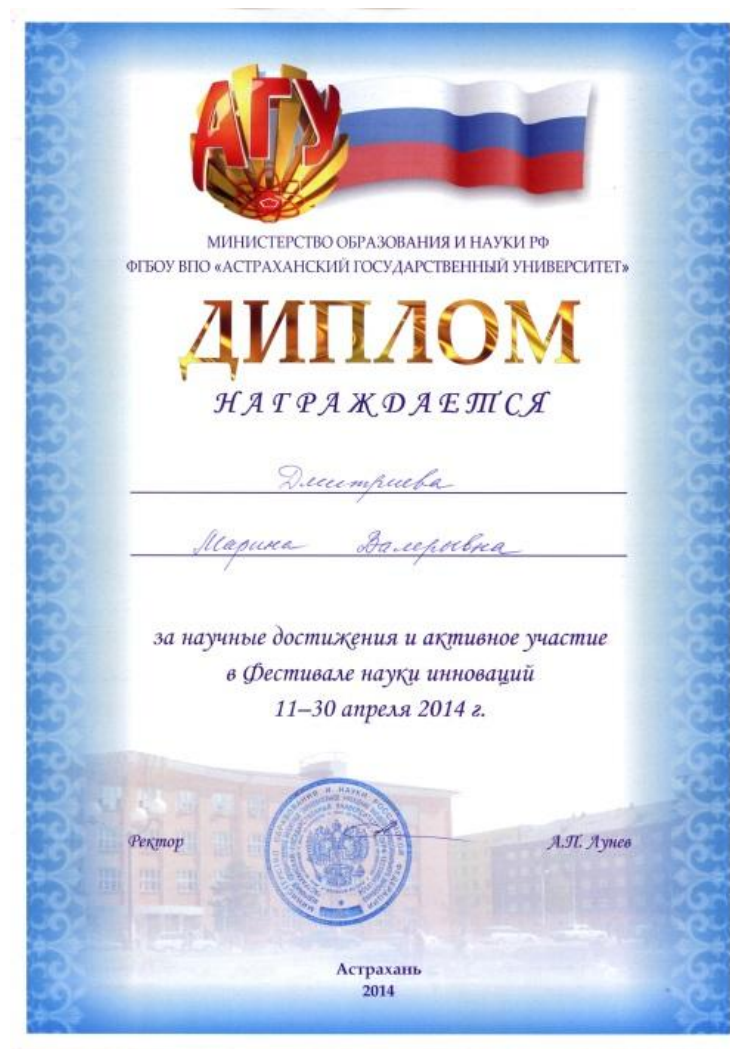 АГУ
МИНИСТЕРСТВО ОБРАЗОВАНИЯ И НАУКИ РФ
ФГБОУ ВПО «АСТРАХАНСКИЙ ГОСУДАРСТВЕННЫЙ УНИВЕРСИТЕТ»
ДИПЛОМ
НАГРАЖДАЕТСЯ
Дмитриева
Марина Валерьевна
за научные достижения и активное участие
в Фестивале науки инноваций
11–30 апреля 2014 г.
Ректор А.П. Лунев
Астрахань
2014